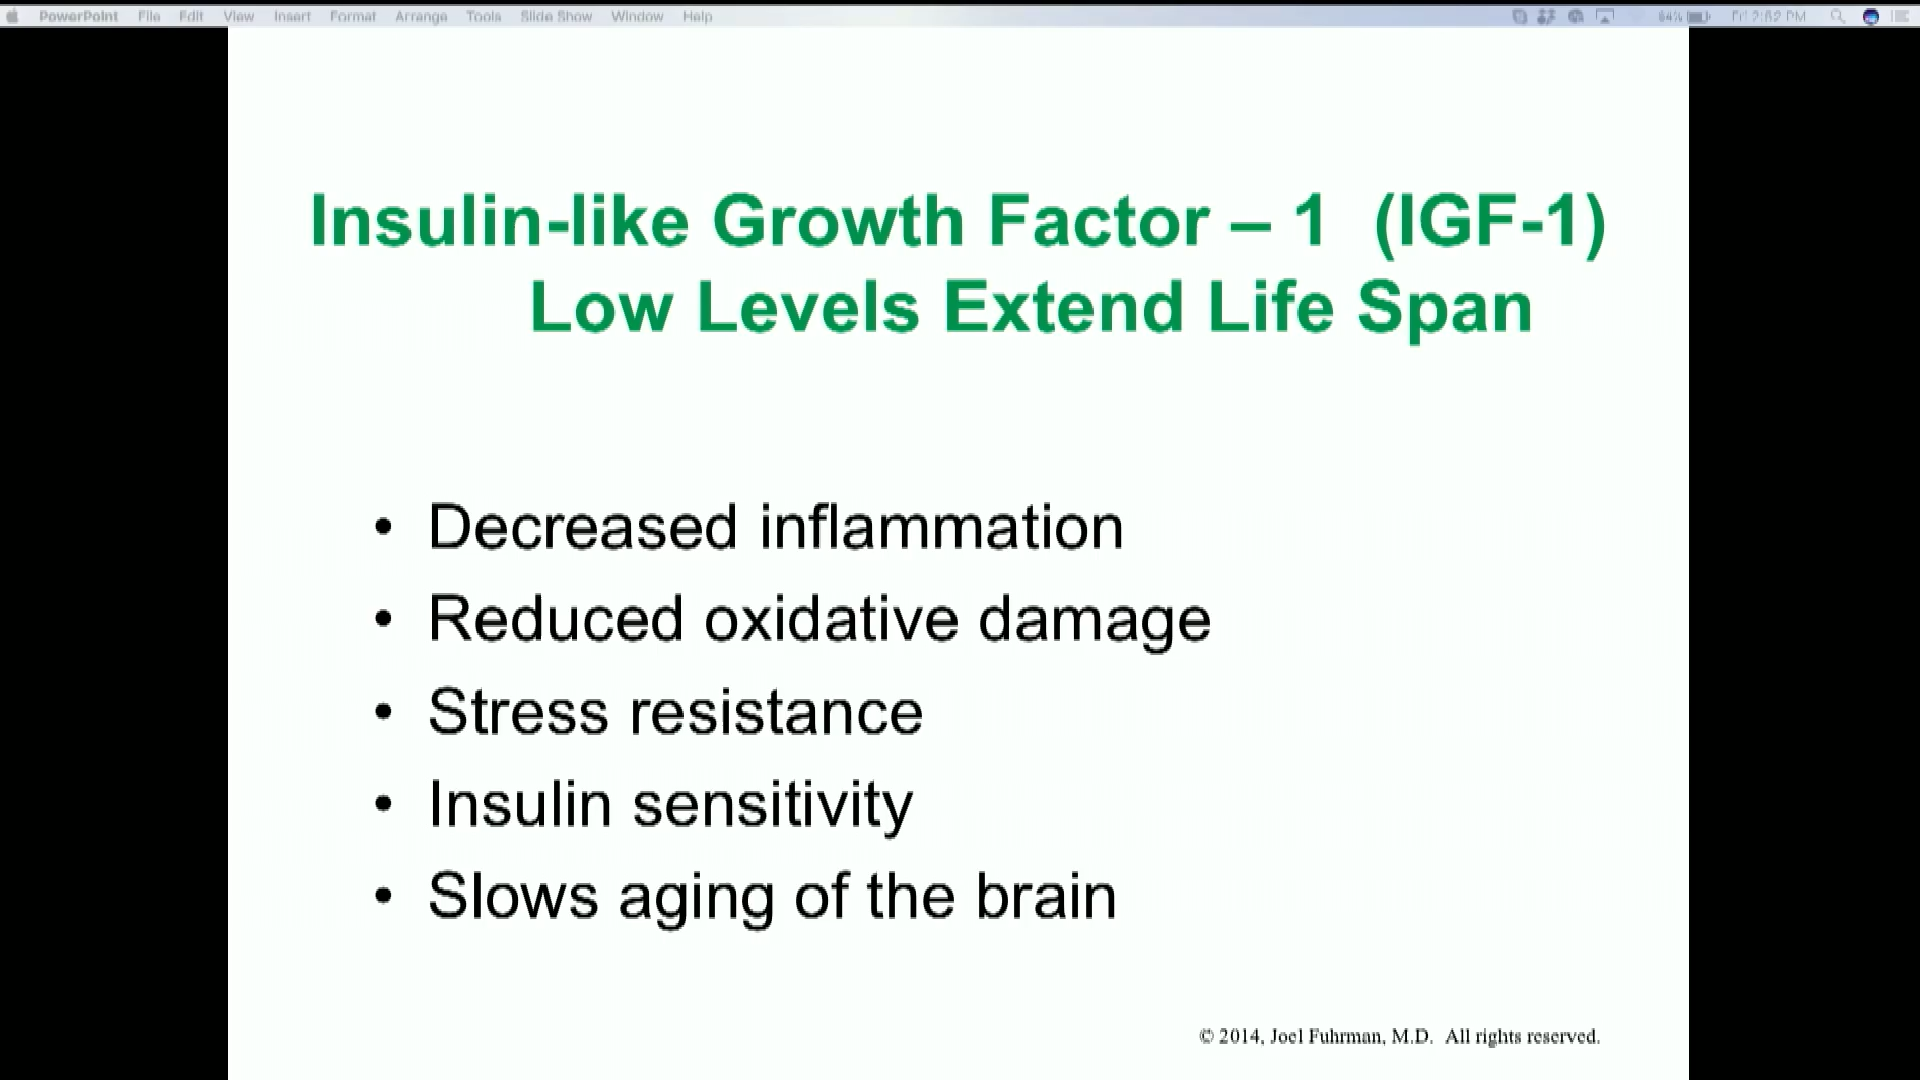 PowerPoint File Edit View Insert Format Arrange Tools Slide Show Window Help
Insulin-like Growth Factor – 1 (IGF-1)
Low Levels Extend Life Span
• Decreased inflammation
• Reduced oxidative damage
• Stress resistance
• Insulin sensitivity
• Slows aging of the brain
© 2014, Joel Fuhrman, M.D. All rights reserved.